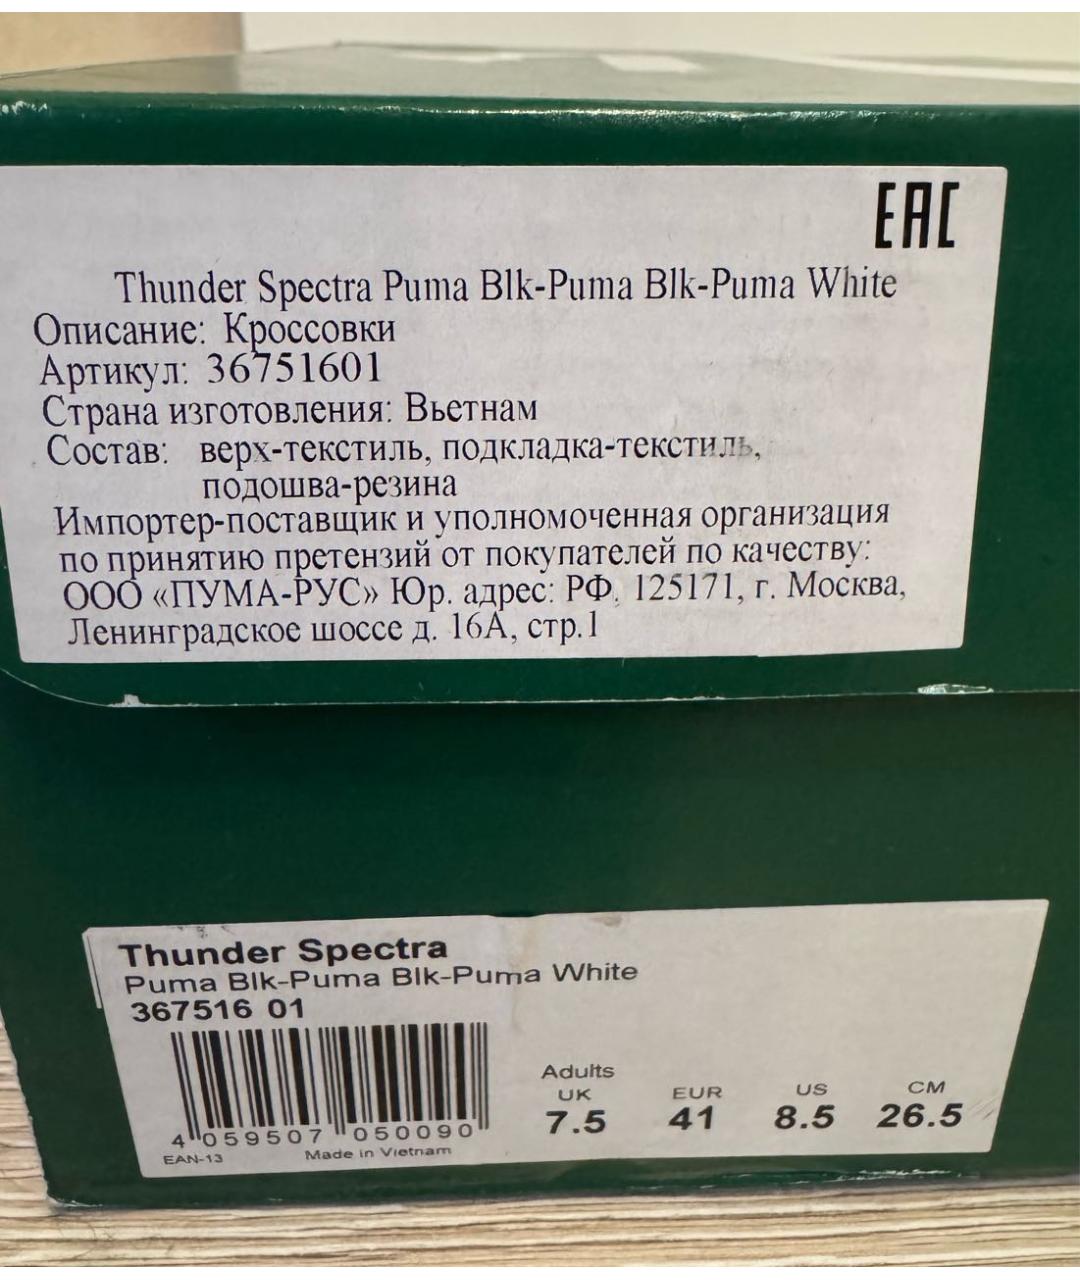 EAC
Thunder Spectra Puma Blk-Puma Blk-Puma White
Описание: Кроссовки
Артикул: 36751601
Страна изготовления: Вьетнам
Состав: верх-текстиль, подкладка-текстиль,
подошва-резина
Импортер-поставщик и уполномоченная организация
по принятию претензий от покупателей по качеству:
ООО «ПУМА-РУС» Юр. адрес: РФ, 125171, г. Москва,
Ленинградское шоссе д. 16А, стр.1
Thunder Spectra
Puma Blk-Puma Blk-Puma White
367516 01
4 059507 050090
EAN-13 Made in Vietnam
Adults
UK EUR US CM
7.5 41 8.5 26.5